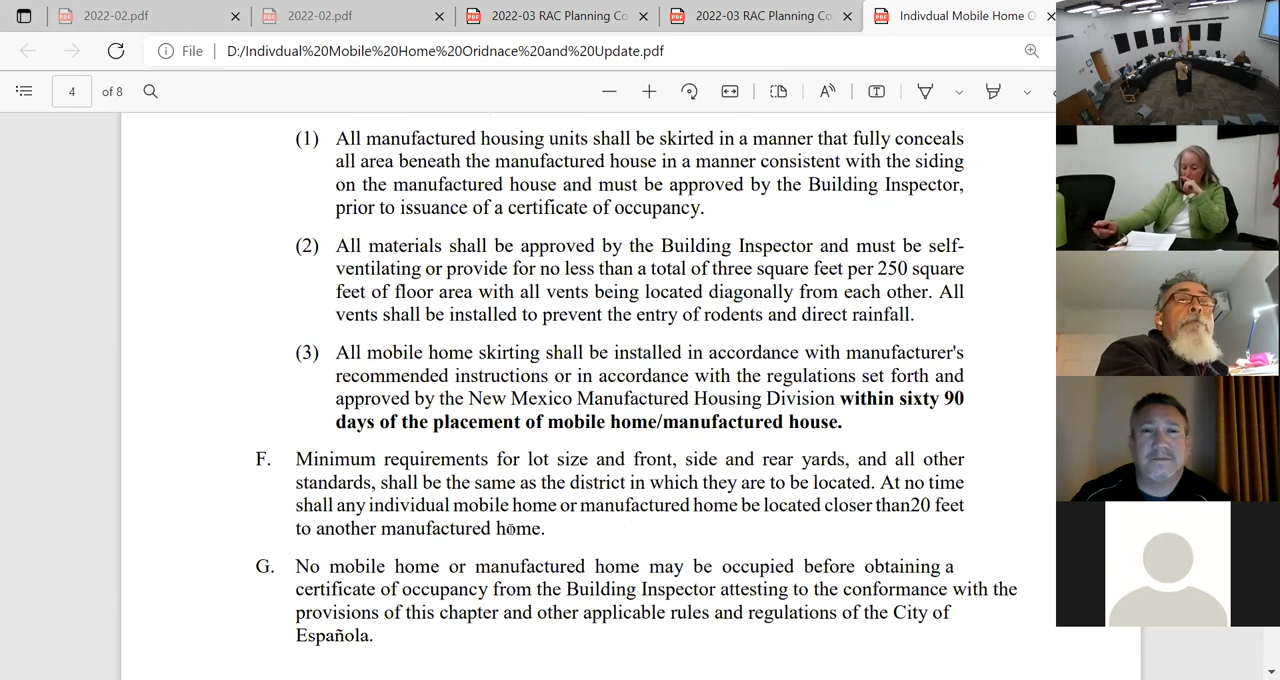 2022-02.pdf
2022-02.pdf
2022-03 RAC Planning Co
2022-03 RAC Planning Co
Indivdual Mobile Home O
File
D:/Indivdual%20Mobile%20Home%20Oridnace%20and%20Update.pdf
4 of 8
(1) All manufactured housing units shall be skirted in a manner that fully conceals
all area beneath the manufactured house in a manner consistent with the siding
on the manufactured house and must be approved by the Building Inspector,
prior to issuance of a certificate of occupancy.
(2) All materials shall be approved by the Building Inspector and must be self-
ventilating or provide for no less than a total of three square feet per 250 square
feet of floor area with all vents being located diagonally from each other. All
vents shall be installed to prevent the entry of rodents and direct rainfall.
(3) All mobile home skirting shall be installed in accordance with manufacturer's
recommended instructions or in accordance with the regulations set forth and
approved by the New Mexico Manufactured Housing Division within sixty 90
days of the placement of mobile home/manufactured house.
F. Minimum requirements for lot size and front, side and rear yards, and all other
standards, shall be the same as the district in which they are to be located. At no time
shall any individual mobile home or manufactured home be located closer than20 feet
to another manufactured home.
G. No mobile home or manufactured home may be occupied before obtaining a
certificate of occupancy from the Building Inspector attesting to the conformance with the
provisions of this chapter and other applicable rules and regulations of the City of
Española.